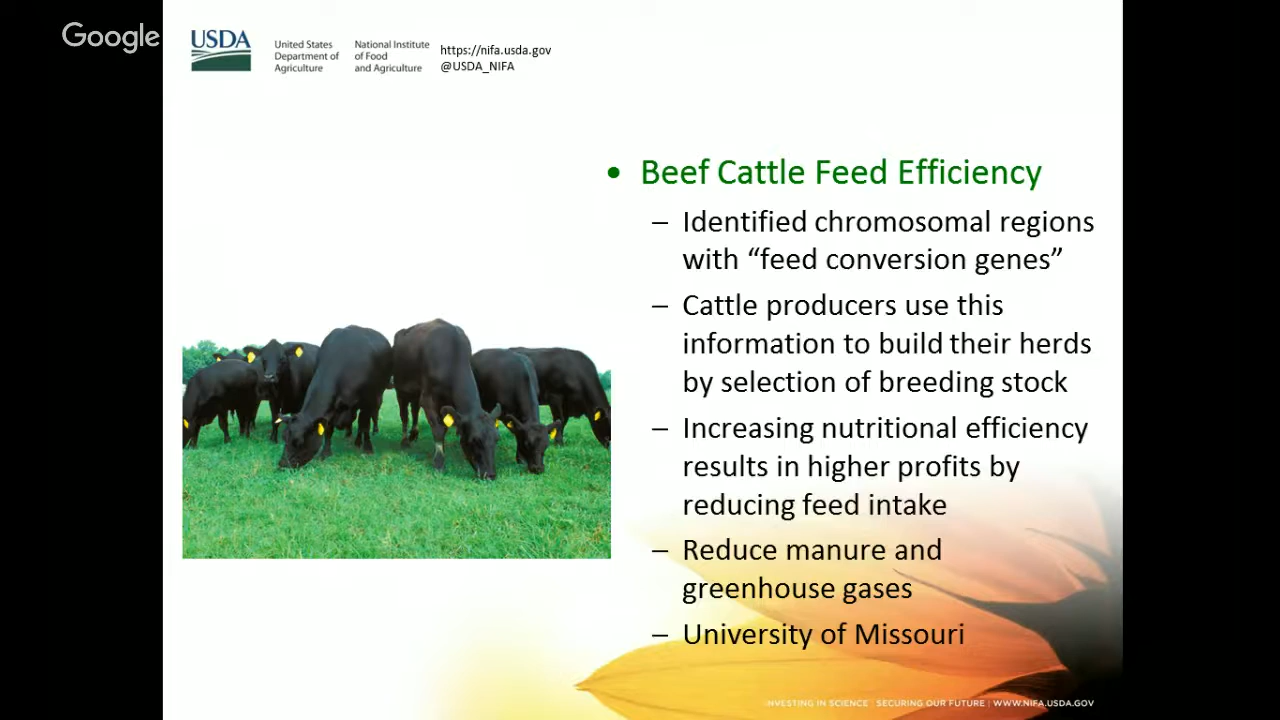 Google
USDA
United States
Department of
Agriculture
National Institute
of Food
and Agriculture
https://nifa.usda.gov
@USDA_NIFA
• Beef Cattle Feed Efficiency
– Identified chromosomal regions
with “feed conversion genes”
– Cattle producers use this
information to build their herds
by selection of breeding stock
– Increasing nutritional efficiency
results in higher profits by
reducing feed intake
– Reduce manure and
greenhouse gases
– University of Missouri
INVESTING IN SCIENCE | SECURING OUR FUTURE | WWW.NIFA.USDA.GOV